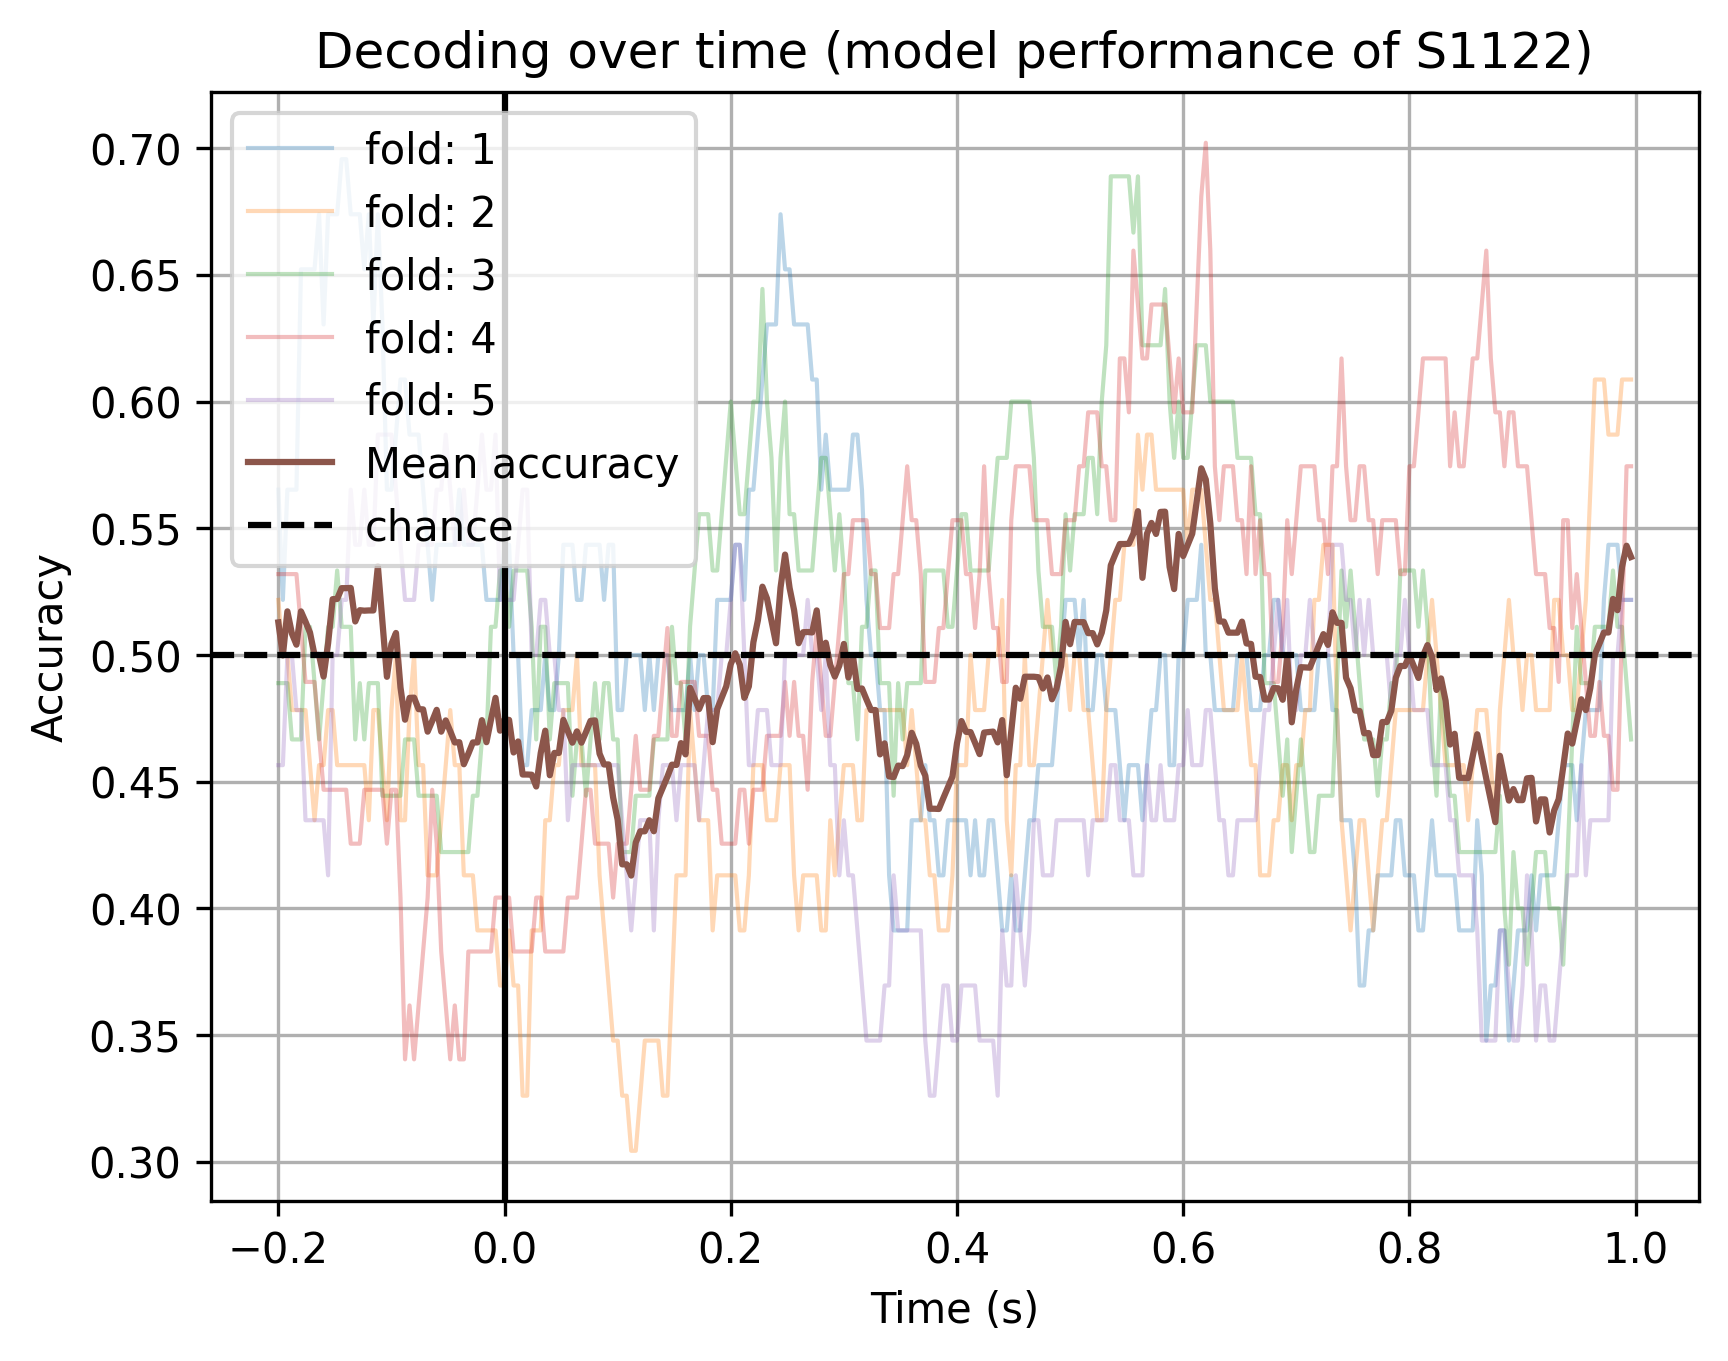 Decoding over time (model performance of S1122)
Accuracy
0.70
0.65
0.60
0.55
0.50
0.45
0.40
0.35
0.30
fold: 1
fold: 2
fold: 3
fold: 4
fold: 5
Mean accuracy
chance
−0.2
0.0
0.2
0.4
0.6
0.8
1.0
Time (s)